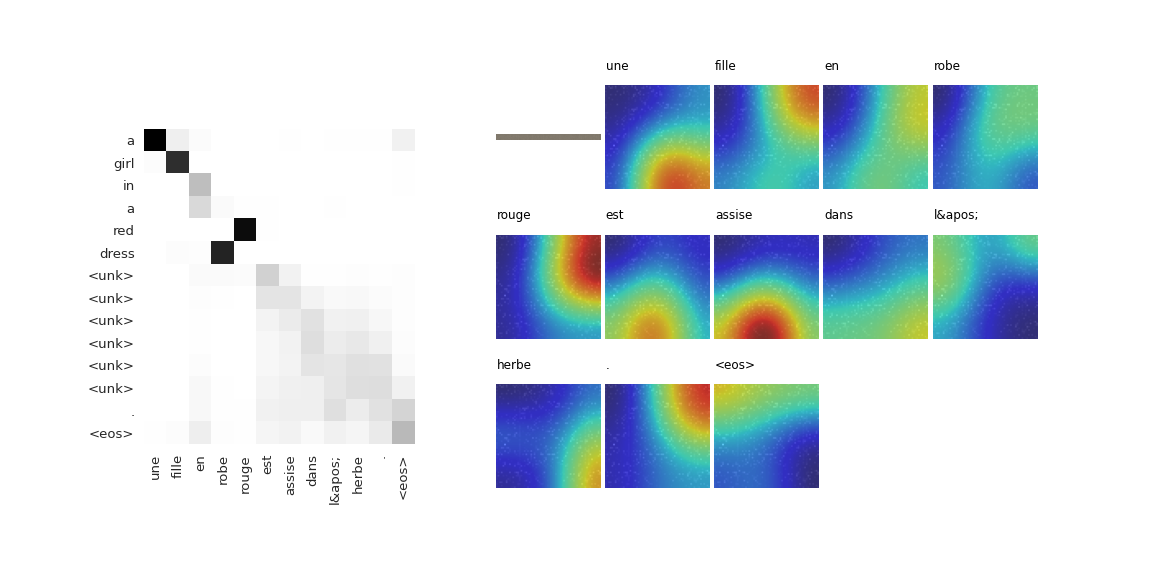 a
girl
in
a
red
dress
<unk>
<unk>
<unk>
<unk>
<unk>
<unk>
.
<eos>
une
fille
en
robe
rouge
est
assise
dans
l&apos;
herbe
.
<eos>
une fille en robe
rouge est assise dans l&apos;
herbe . <eos>